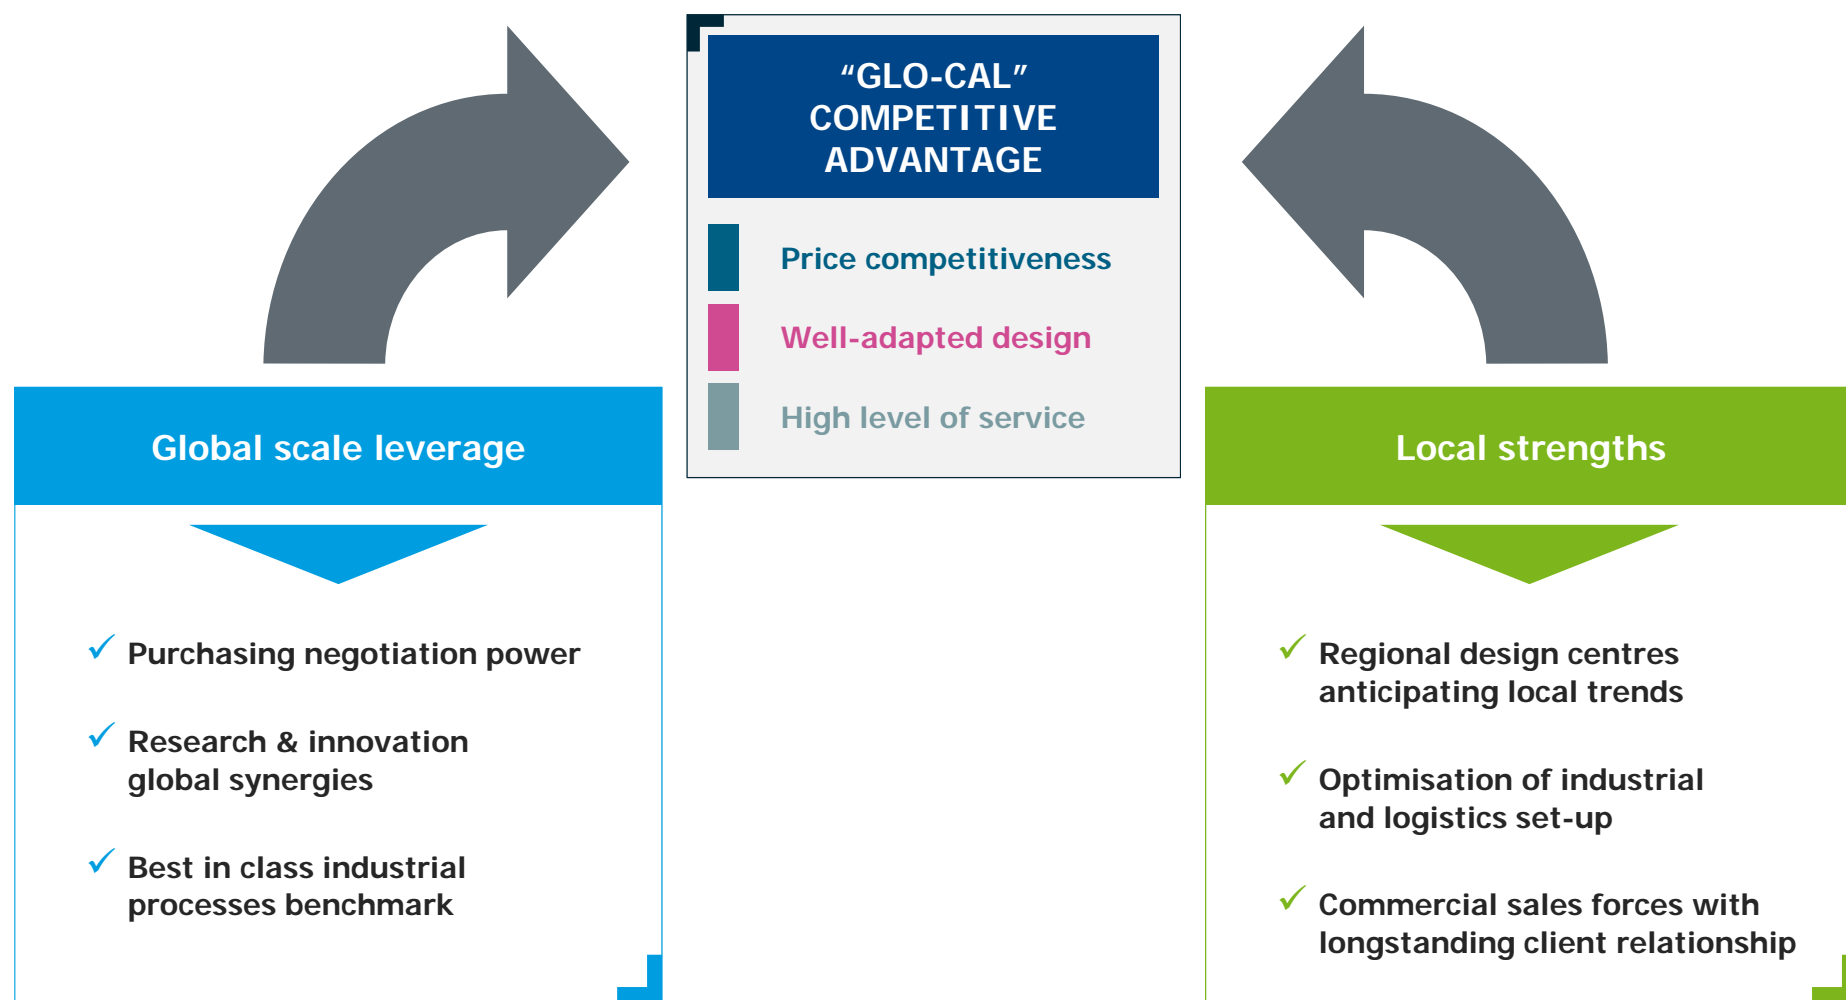 “GLO-CAL”
COMPETITIVE
ADVANTAGE
Price competitiveness
Well-adapted design
High level of service
Global scale leverage
Purchasing negotiation power
Research & innovation
global synergies
Best in class industrial
processes benchmark
Local strengths
Regional design centres
anticipating local trends
Optimisation of industrial
and logistics set-up
Commercial sales forces with
longstanding client relationship